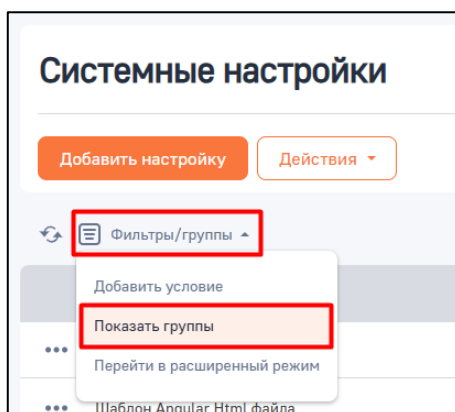 Системные настройки
Добавить настройку
Действия
Фильтры/группы
Добавить условие
Показать группы
Перейти в расширенный режим
Шаблон Angular Html файла